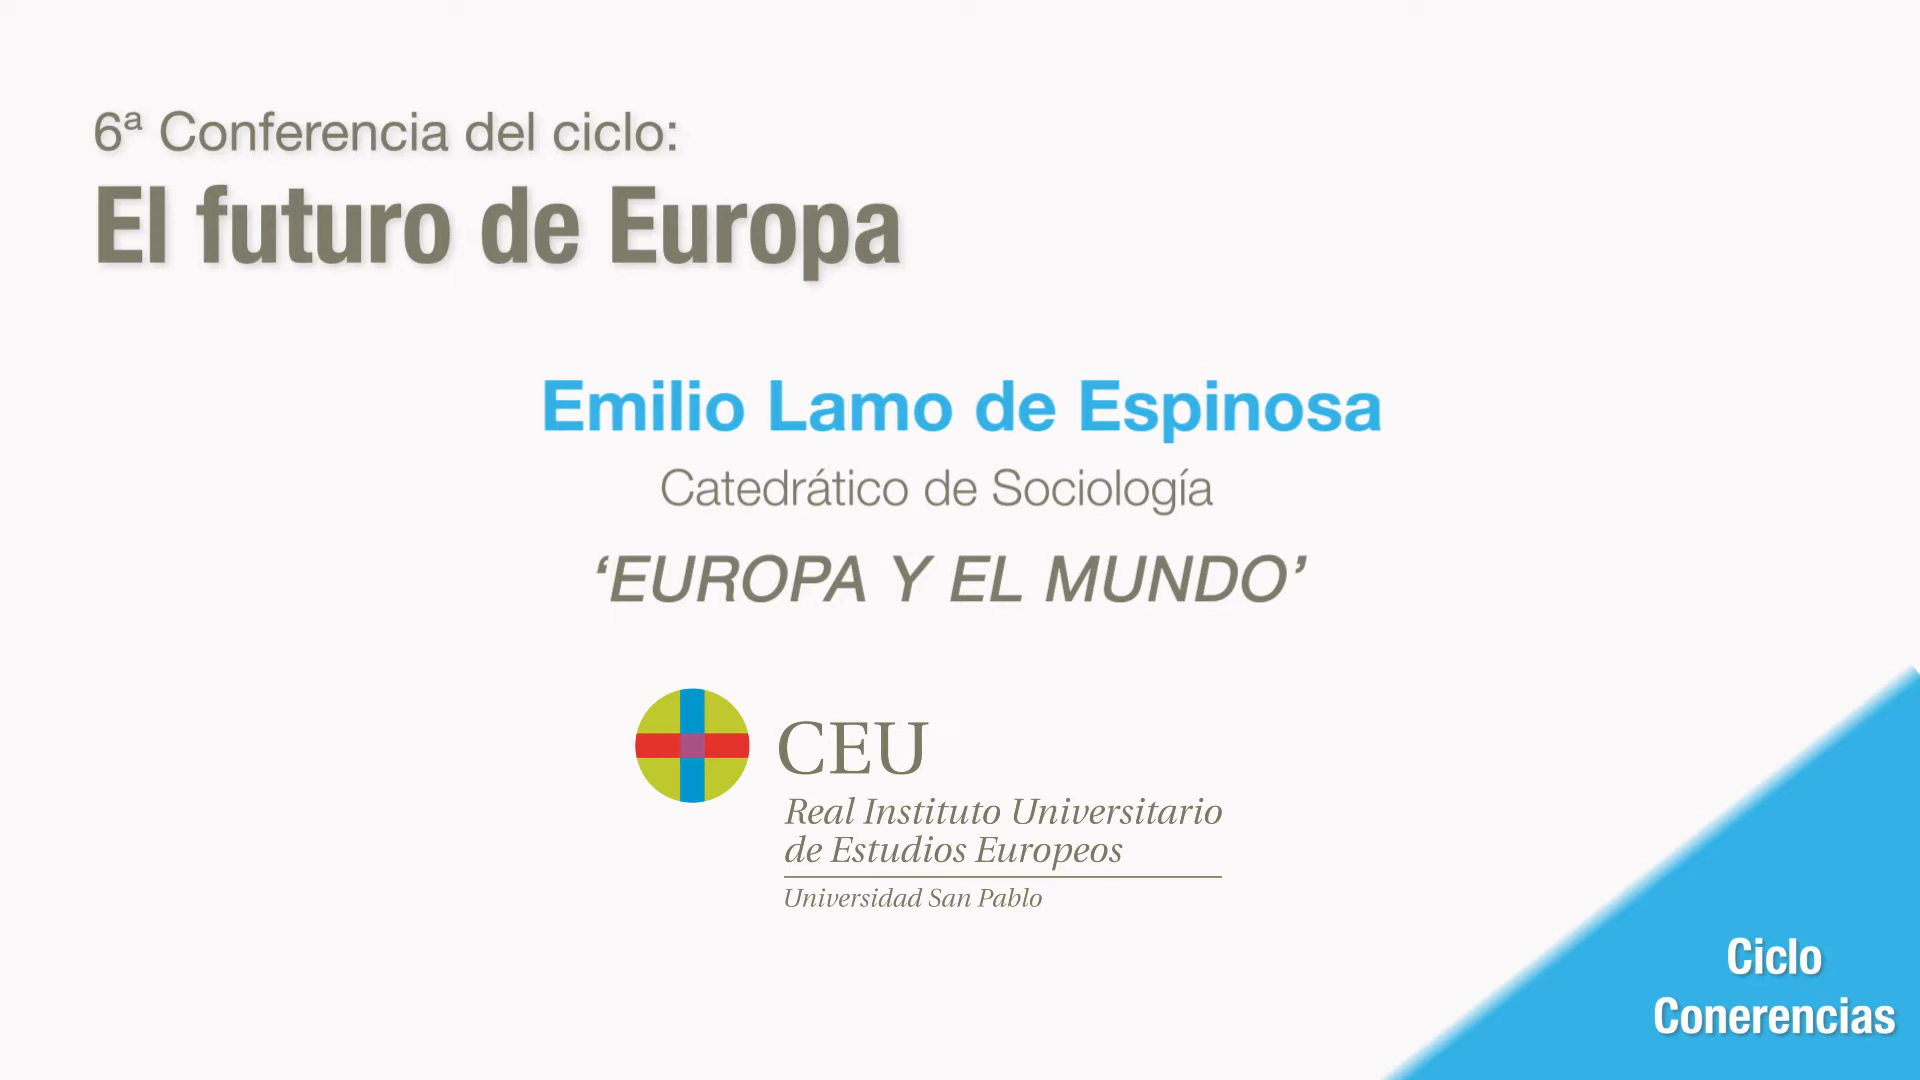 6ª Conferencia del ciclo:
El futuro de Europa
Emilio Lamo de Espinosa
Catedrático de Sociología
‘EUROPA Y EL MUNDO’
CEU
Real Instituto Universitario
de Estudios Europeos
Universidad San Pablo
Ciclo
Conerencias